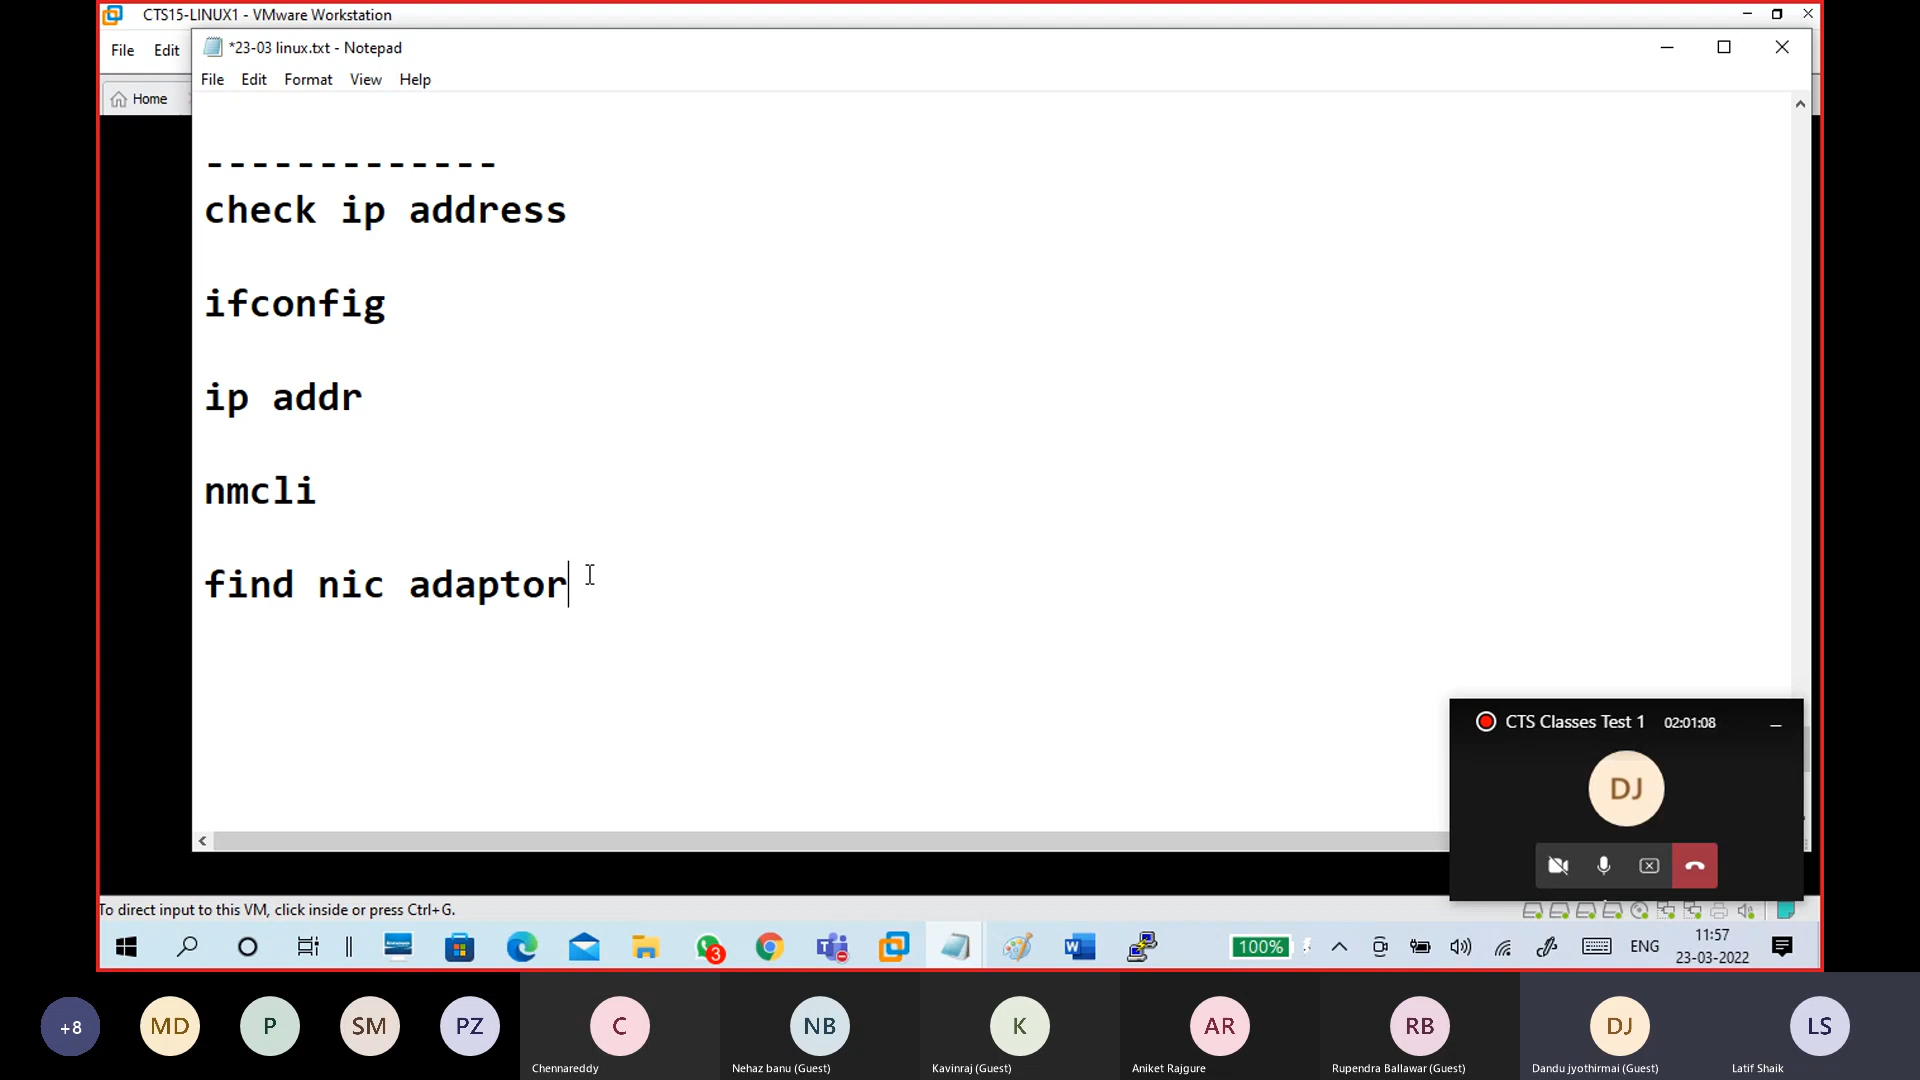 CTS15-LINUX1 - VMware Workstation
File Edit
*23-03 linux.txt - Notepad
File Edit Format View Help
Home
-------------
check ip address
ifconfig
ip addr
nmcli
find nic adaptor
CTS Classes Test 1 02:01:08
DJ
To direct input to this VM, click inside or press Ctrl+G.
3
100%
ENG
11:57
23-03-2022
+8
MD
P
SM
PZ
C
NB
K
AR
RB
DJ
LS
Chennareddy
Nehaz banu (Guest)
Kavinraj (Guest)
Aniket Rajgure
Rupendra Ballawar (Guest)
Dandu jyothirmai (Guest)
Latif Shaik